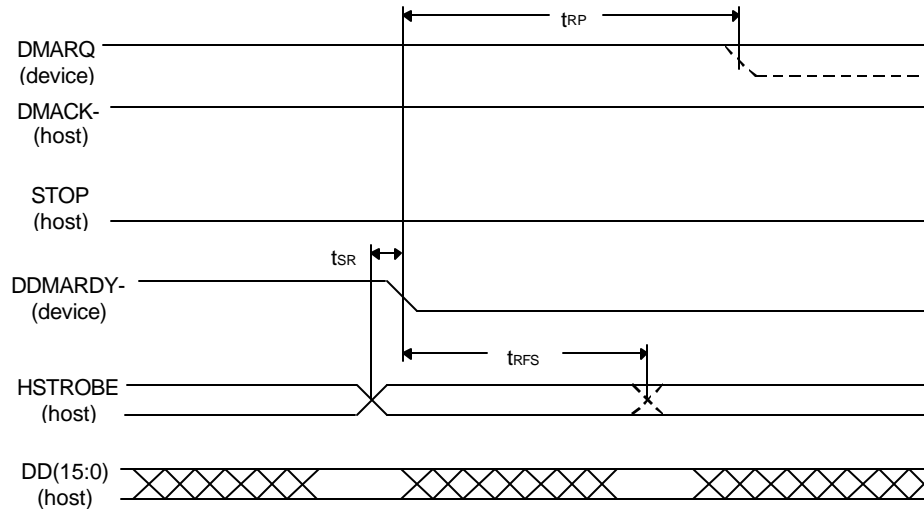 tRP
DMARQ
(device)
DMACK-
(host)
STOP
(host)
tSR
DDMARDY-
(device)
tRFS
HSTROBE
(host)
DD(15:0)
(host)